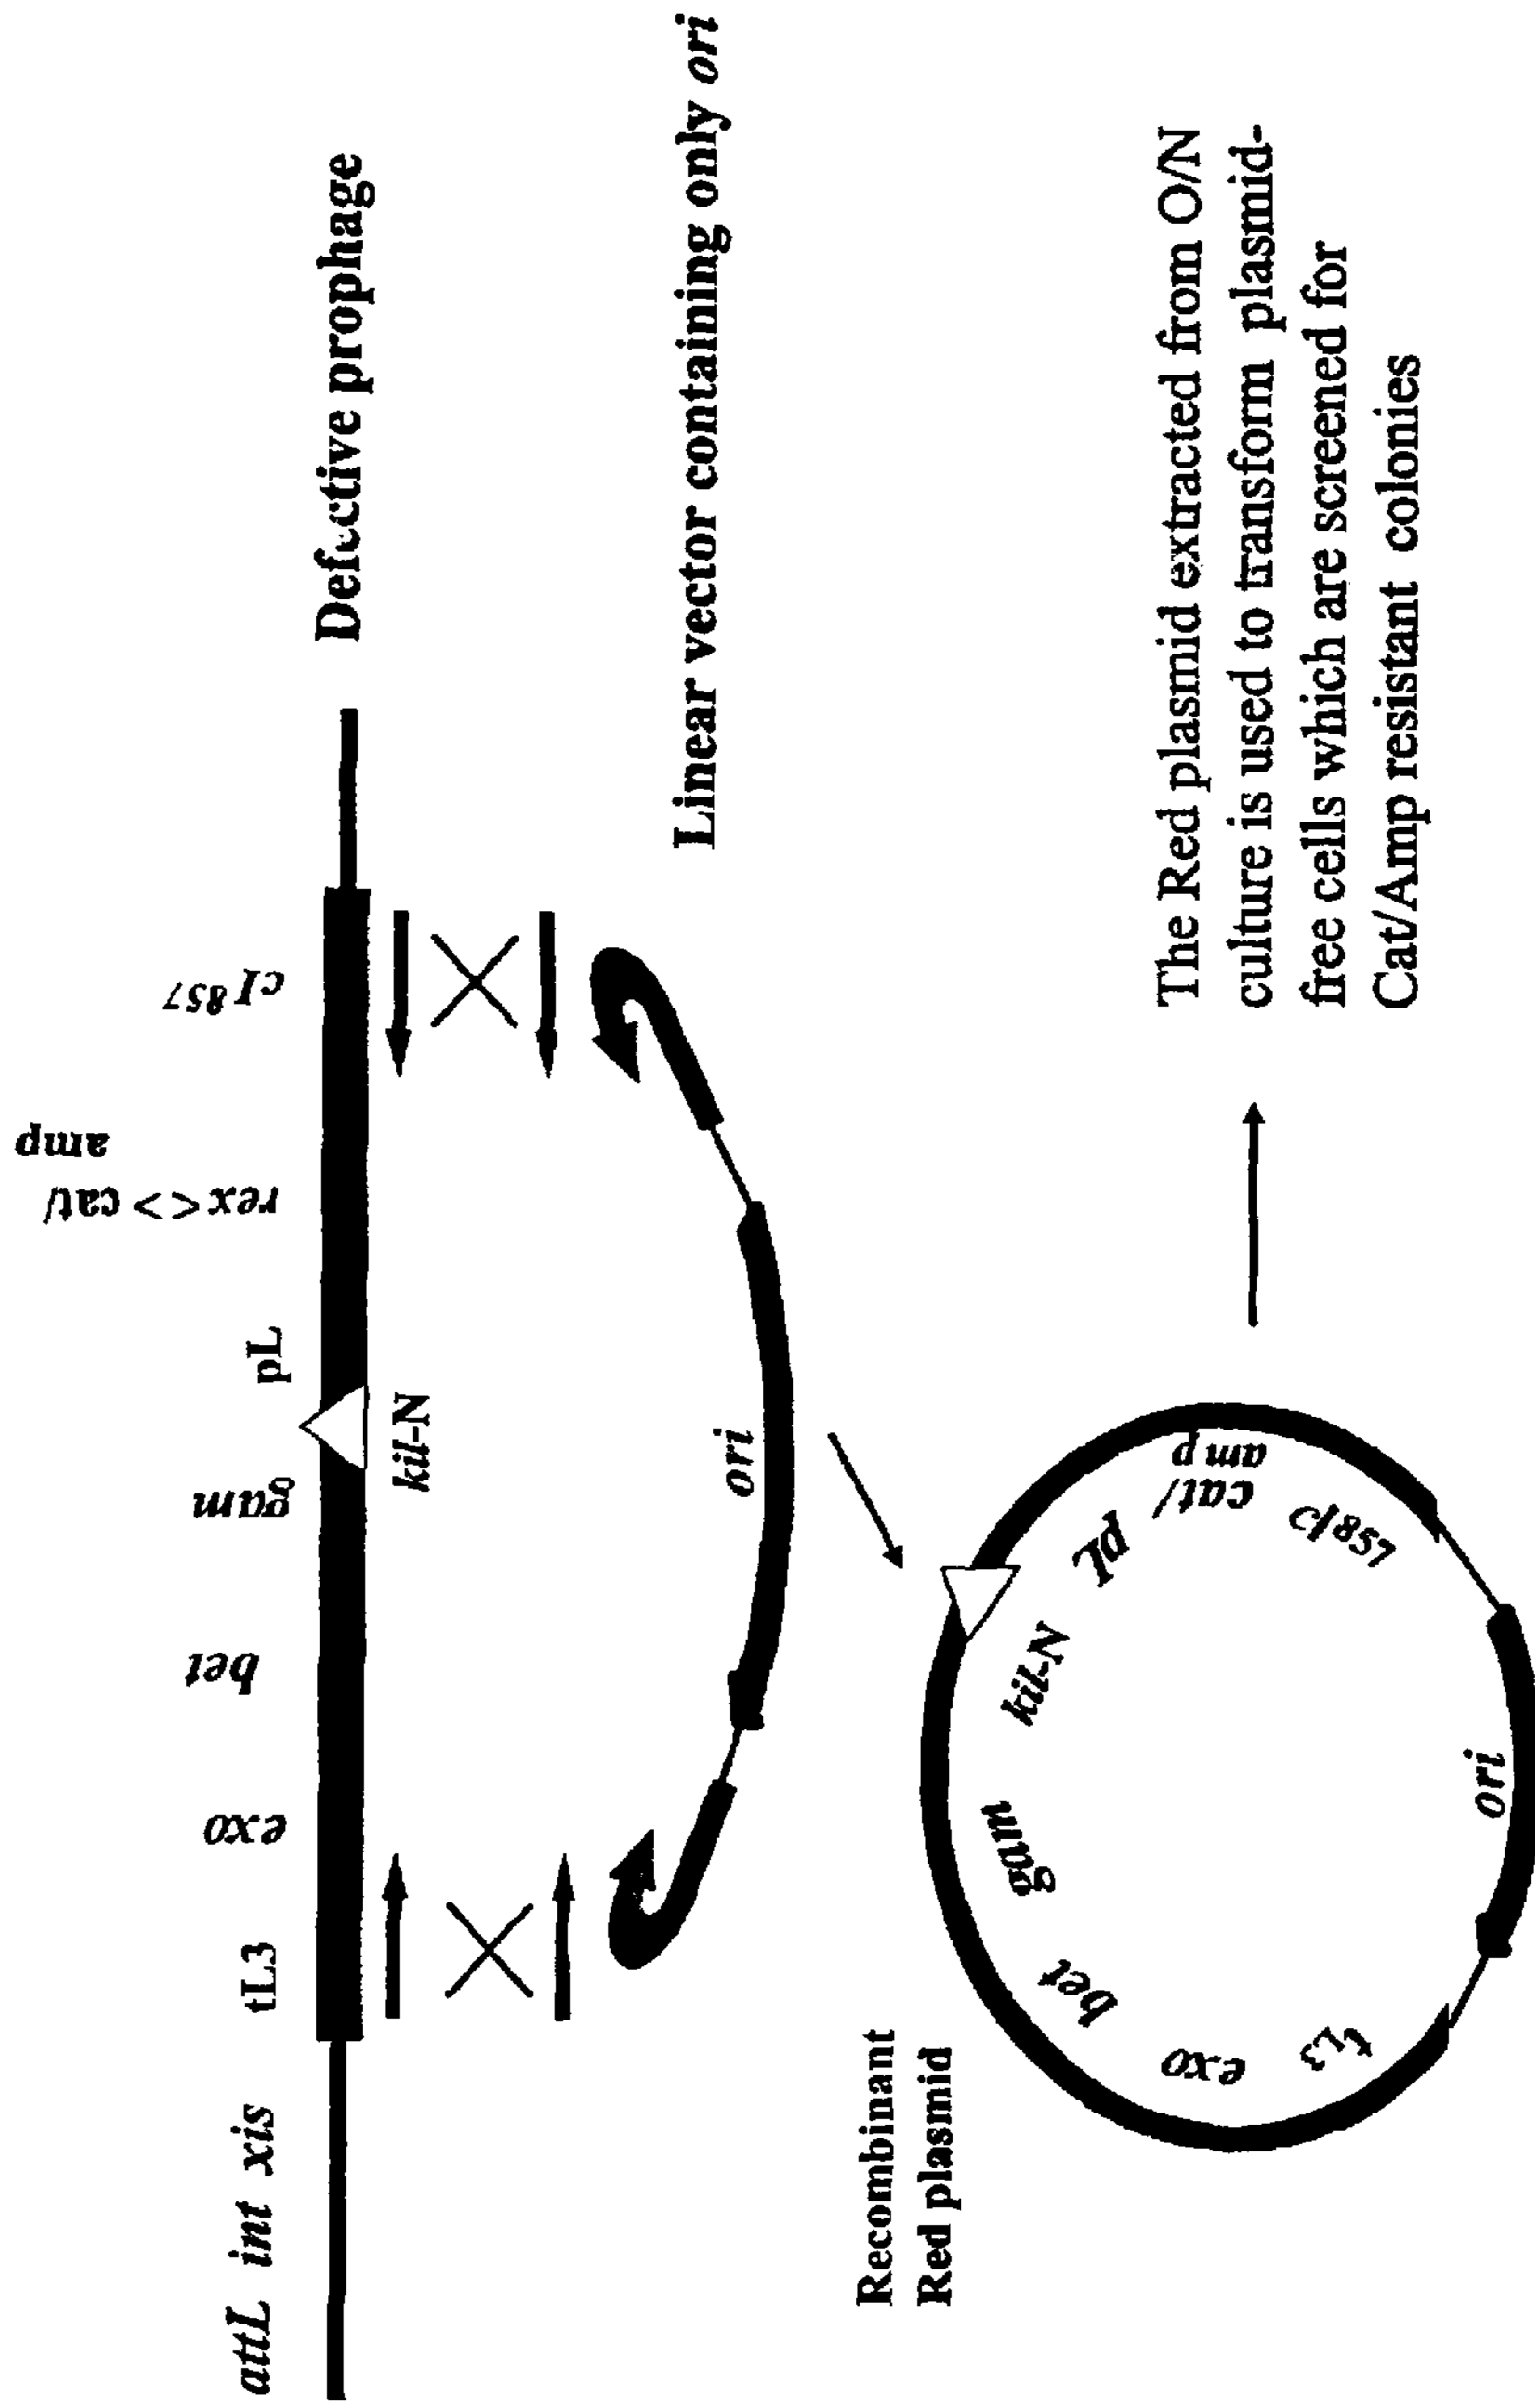 attL int xis tL3 exo bet gam pL rex <> cat/
amp
cI857
Defective prophage
kil-N
Linear vector containing only ori
ori
Recombinant
Red plasmid
kil-N
pL
gam
cat/
amp
bet
cI857
exo
tL3
ori
The Red plasmid extracted from O/N
culture is used to transform plasmid-
free cells which are screened for
Cat/Amp resistant colonies